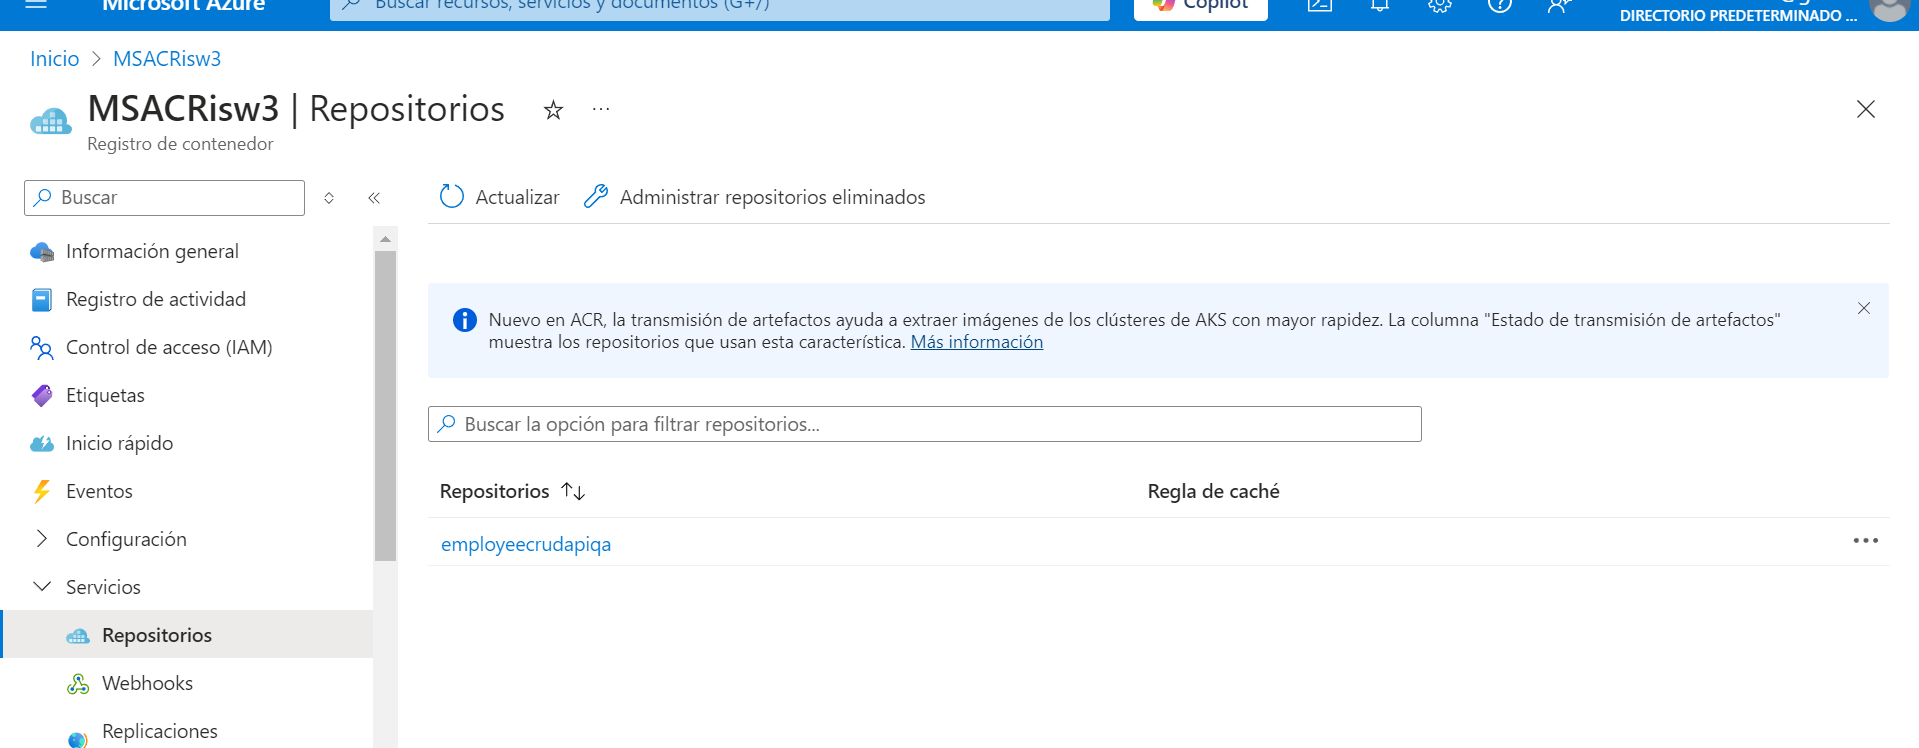 Microsoft Azure
Buscar recursos, servicios y documentos (G+/)
Copilot
DIRECTORIO PREDETERMINADO ...
Inicio > MSACRisw3
MSACRisw3 | Repositorios
Registro de contenedor
Buscar
Actualizar
Administrar repositorios eliminados
Información general
Registro de actividad
Control de acceso (IAM)
Etiquetas
Inicio rápido
Eventos
Configuración
Servicios
Repositorios
Webhooks
Replicaciones
Nuevo en ACR, la transmisión de artefactos ayuda a extraer imágenes de los clústeres de AKS con mayor rapidez. La columna "Estado de transmisión de artefactos"
muestra los repositorios que usan esta característica. Más información
Buscar la opción para filtrar repositorios...
Repositorios
Regla de caché
employeecrudapiqa